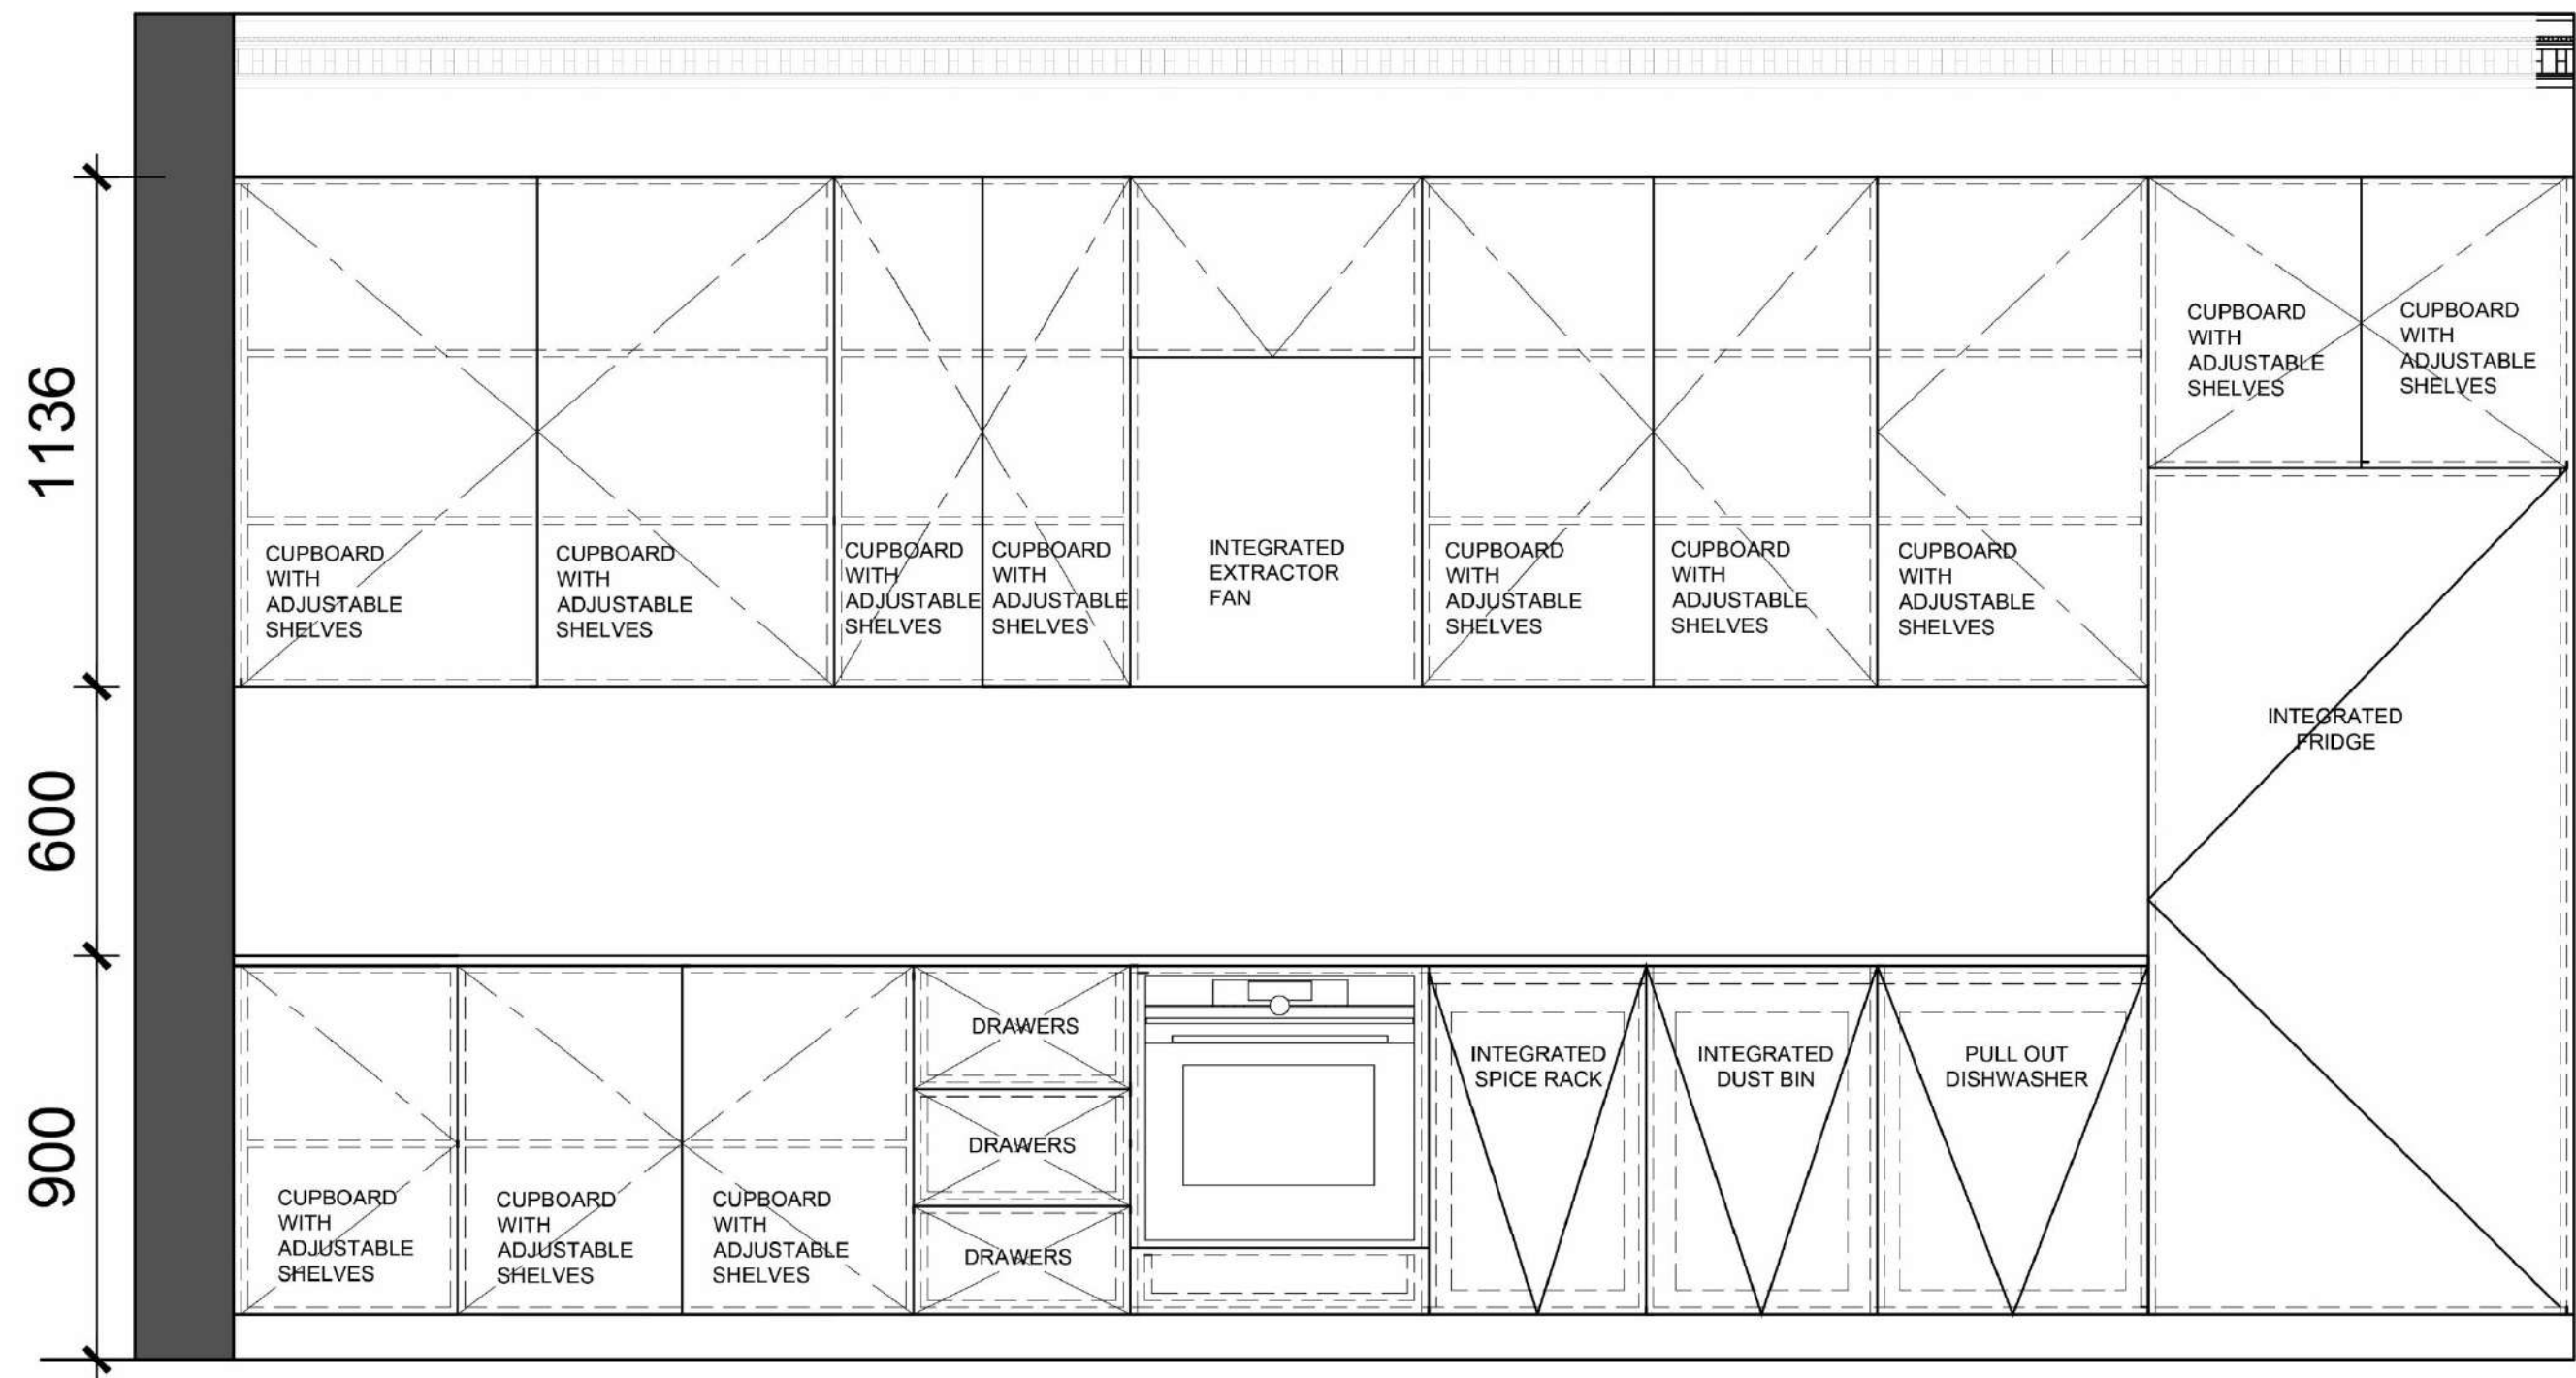 1136
600
900
CUPBOARD
WITH
ADJUSTABLE
SHELVES
CUPBOARD
WITH
ADJUSTABLE
SHELVES
CUPBOARD
WITH
ADJUSTABLE
SHELVES
CUPBOARD
WITH
ADJUSTABLE
SHELVES
INTEGRATED
EXTRACTOR
FAN
CUPBOARD
WITH
ADJUSTABLE
SHELVES
CUPBOARD
WITH
ADJUSTABLE
SHELVES
CUPBOARD
WITH
ADJUSTABLE
SHELVES
CUPBOARD
WITH
ADJUSTABLE
SHELVES
CUPBOARD
WITH
ADJUSTABLE
SHELVES
INTEGRATED
FRIDGE
CUPBOARD
WITH
ADJUSTABLE
SHELVES
CUPBOARD
WITH
ADJUSTABLE
SHELVES
CUPBOARD
WITH
ADJUSTABLE
SHELVES
DRAWERS
DRAWERS
DRAWERS
INTEGRATED
SPICE RACK
INTEGRATED
DUST BIN
PULL OUT
DISHWASHER